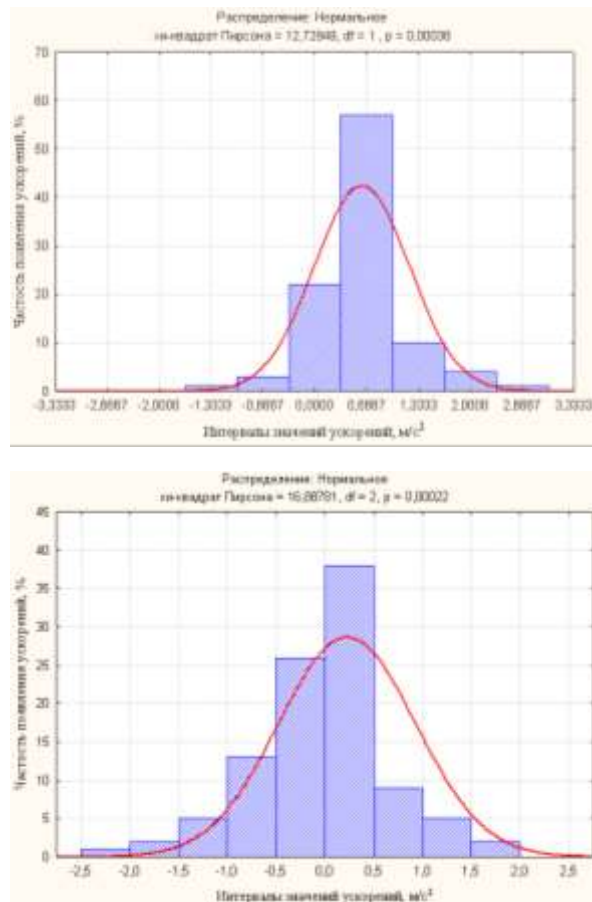 Распределение: Нормальное
хи-квадрат Пирсона = 12,72848, df = 1 , p = 0,00036
Частость появления ускорений, %
70
60
50
40
30
20
10
0
-3,3333 -2,6667 -2,0000 -1,3333 -0,6667 0,0000 0,6667 1,3333 2,0000 2,6667 3,3333
Интервалы значений ускорений, м/с²
Распределение: Нормальное
хи-квадрат Пирсона = 16,88781, df = 2, p = 0,00022
Частость появления ускорений, %
45
40
35
30
25
20
15
10
5
0
-2,5 -2,0 -1,5 -1,0 -0,5 0,0 0,5 1,0 1,5 2,0 2,5
Интервалы значений ускорений, м/с²